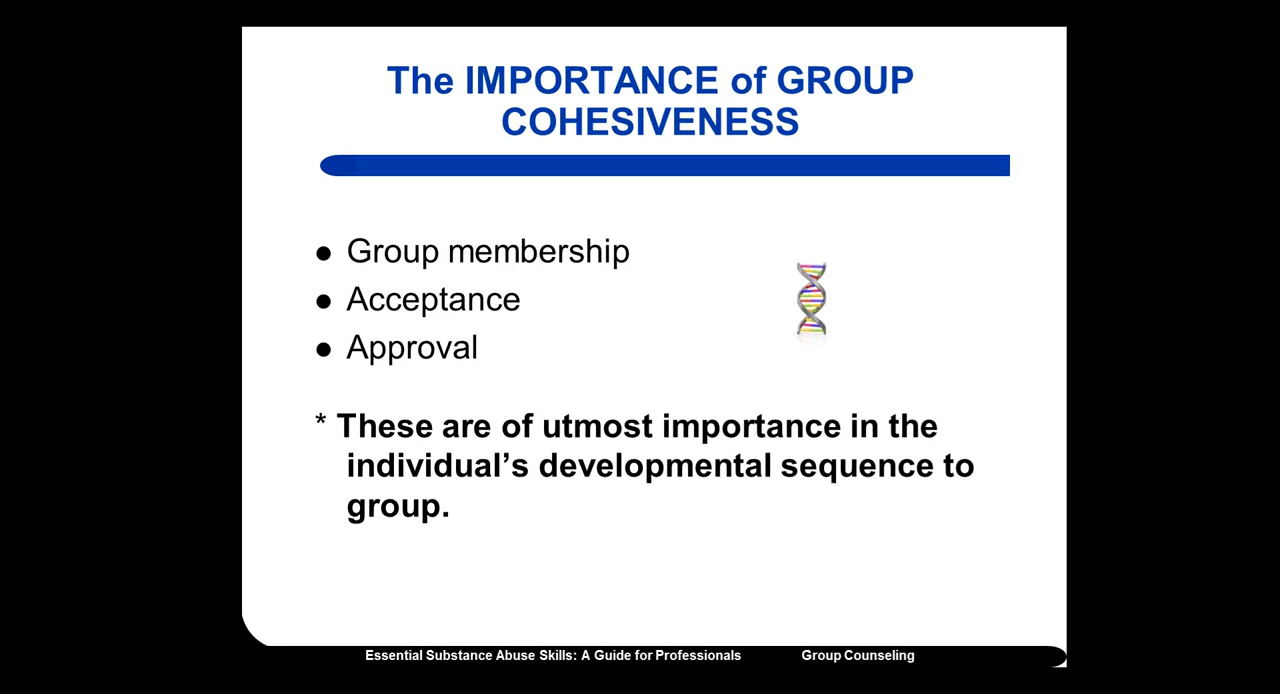 The IMPORTANCE of GROUP
COHESIVENESS
● Group membership
● Acceptance
● Approval
* These are of utmost importance in the
individual’s developmental sequence to
group.
Essential Substance Abuse Skills: A Guide for Professionals Group Counseling